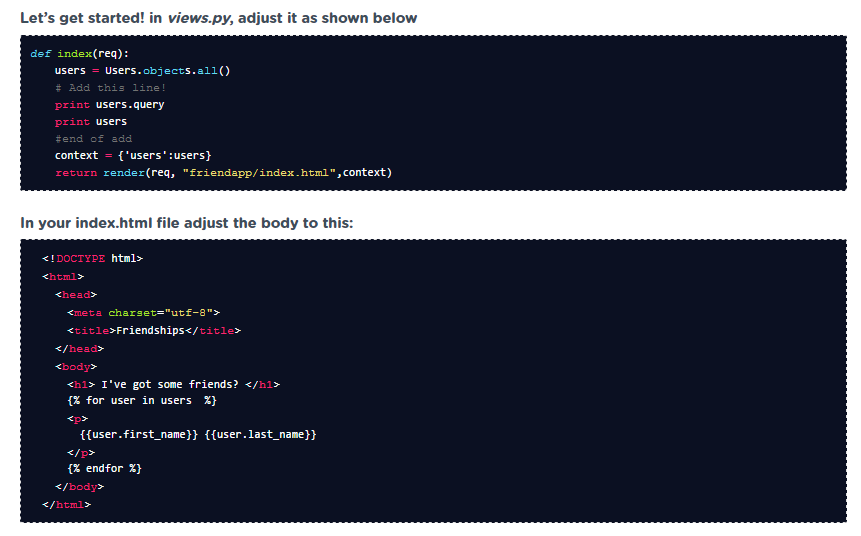 Let’s get started! in views.py, adjust it as shown below
def index(req):
    users = Users.objects.all()
    # Add this line!
    print users.query
    print users
    #end of add
    context = {'users':users}
    return render(req, "friendapp/index.html",context)
In your index.html file adjust the body to this:
<!DOCTYPE html>
<html>
  <head>
    <meta charset="utf-8">
    <title>Friendships</title>
  </head>
  <body>
    <h1> I've got some friends? </h1>
    {% for user in users  %}
    <p>
      {{user.first_name}} {{user.last_name}}
    </p>
    {% endfor %}
  </body>
</html>